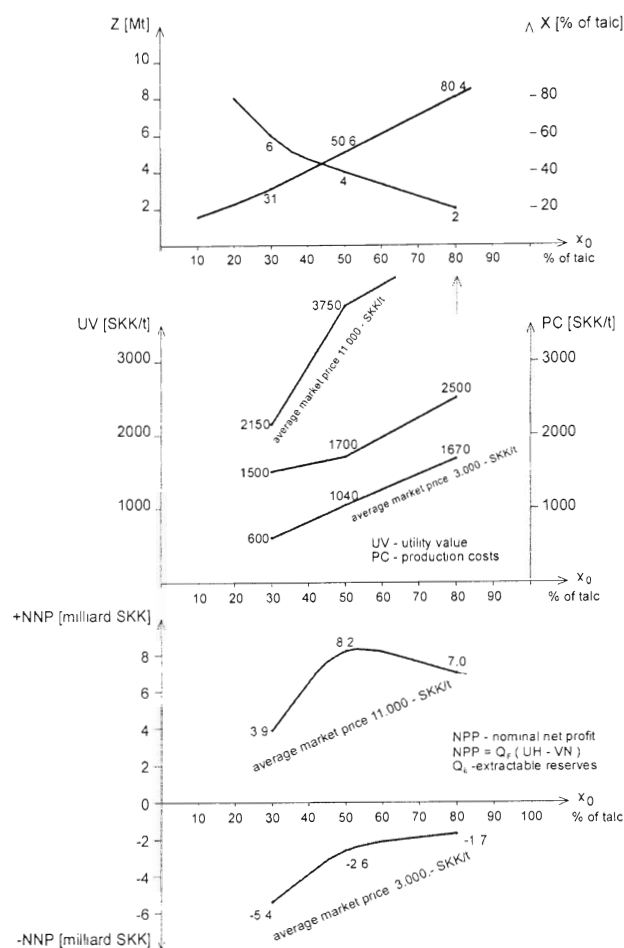 Z [Mt]
X [% of talc]
10
8
6
4
2
80
60
40
20
80 4
50 6
6
4
31
2
10 20 30 40 50 60 70 80 90
x0
% of talc
UV [SKK/t]
PC [SKK/t]
3000
2000
1000
3000
2000
1000
3750
average market price 11 000 - SKK/t
2150
2500
1700
1500
1670
1040
average market price 3.000 - SKK/t
600
UV - utility value
PC - production costs
10 20 30 40 50 60 70 80 90
x0
% of talc
+NNP [milliard SKK]
8
6
4
2
0
-2
-4
-6
8 2
7.0
3 9
average market price 11.000 - SKK/t
NPP - nominal net profit
NPP = QF ( UH - VN )
-extractable reserves
10 20 30 40 50 60 70 80 90 100
x0
% of talc
-1 7
-2 6
-5 4
average market price 3.000.- SKK/t
-NNP [milliard SKK]